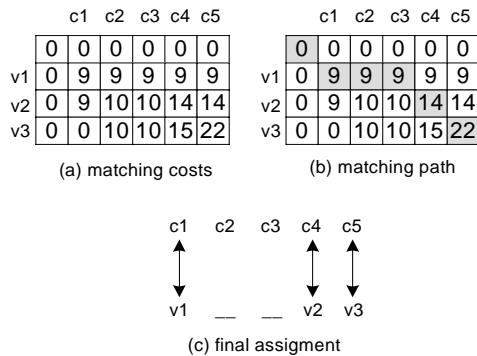 c1 c2 c3 c4 c5
0 0 0 0 0 0
v1 0 9 9 9 9 9
v2 0 9 10 10 14 14
v3 0 0 10 10 15 22
(a) matching costs
c1 c2 c3 c4 c5
0 0 0 0 0 0
v1 0 9 9 9 9 9
v2 0 9 10 10 14 14
v3 0 0 10 10 15 22
(b) matching path
c1 c2 c3 c4 c5
v1 __ __ v2 v3
(c) final assigment